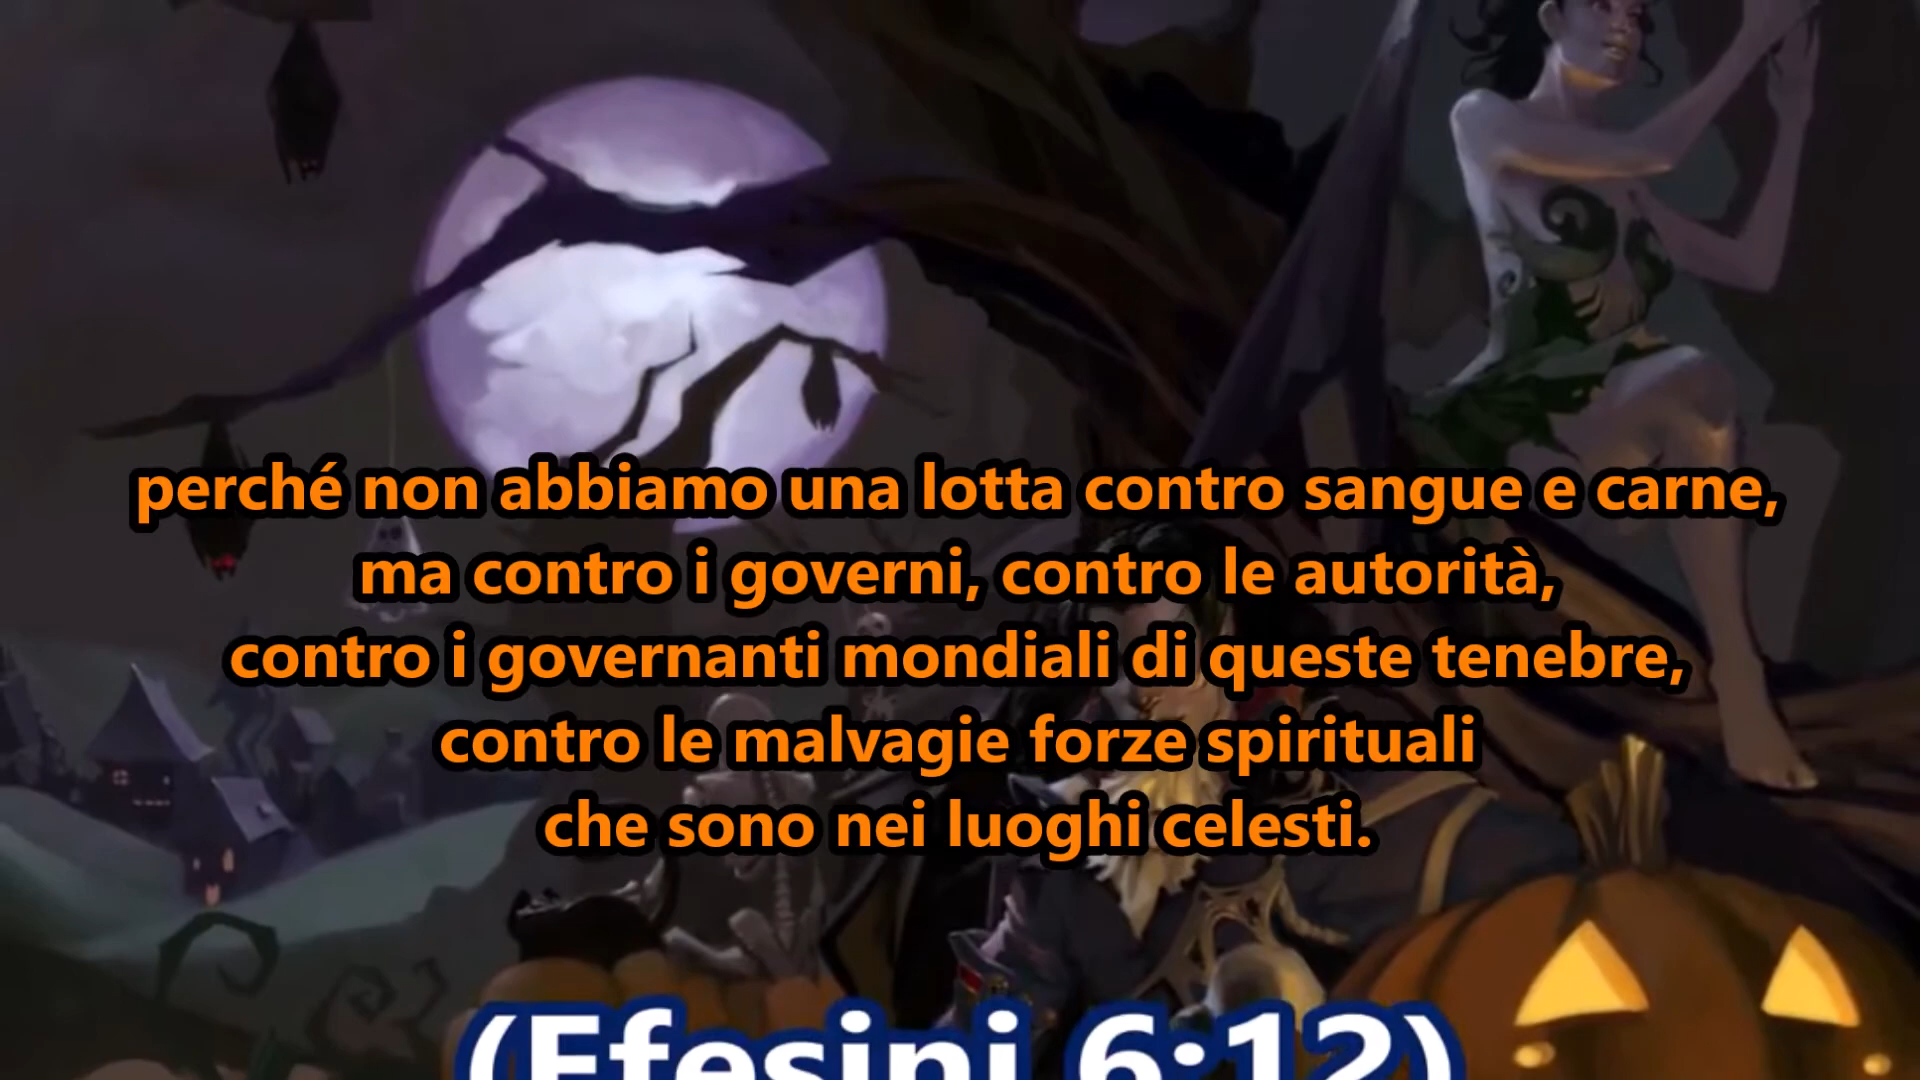 perché non abbiamo una lotta contro sangue e carne,
ma contro i governi, contro le autorità,
contro i governanti mondiali di queste tenebre,
contro le malvagie forze spirituali
che sono nei luoghi celesti.
(Efesini 6:12)